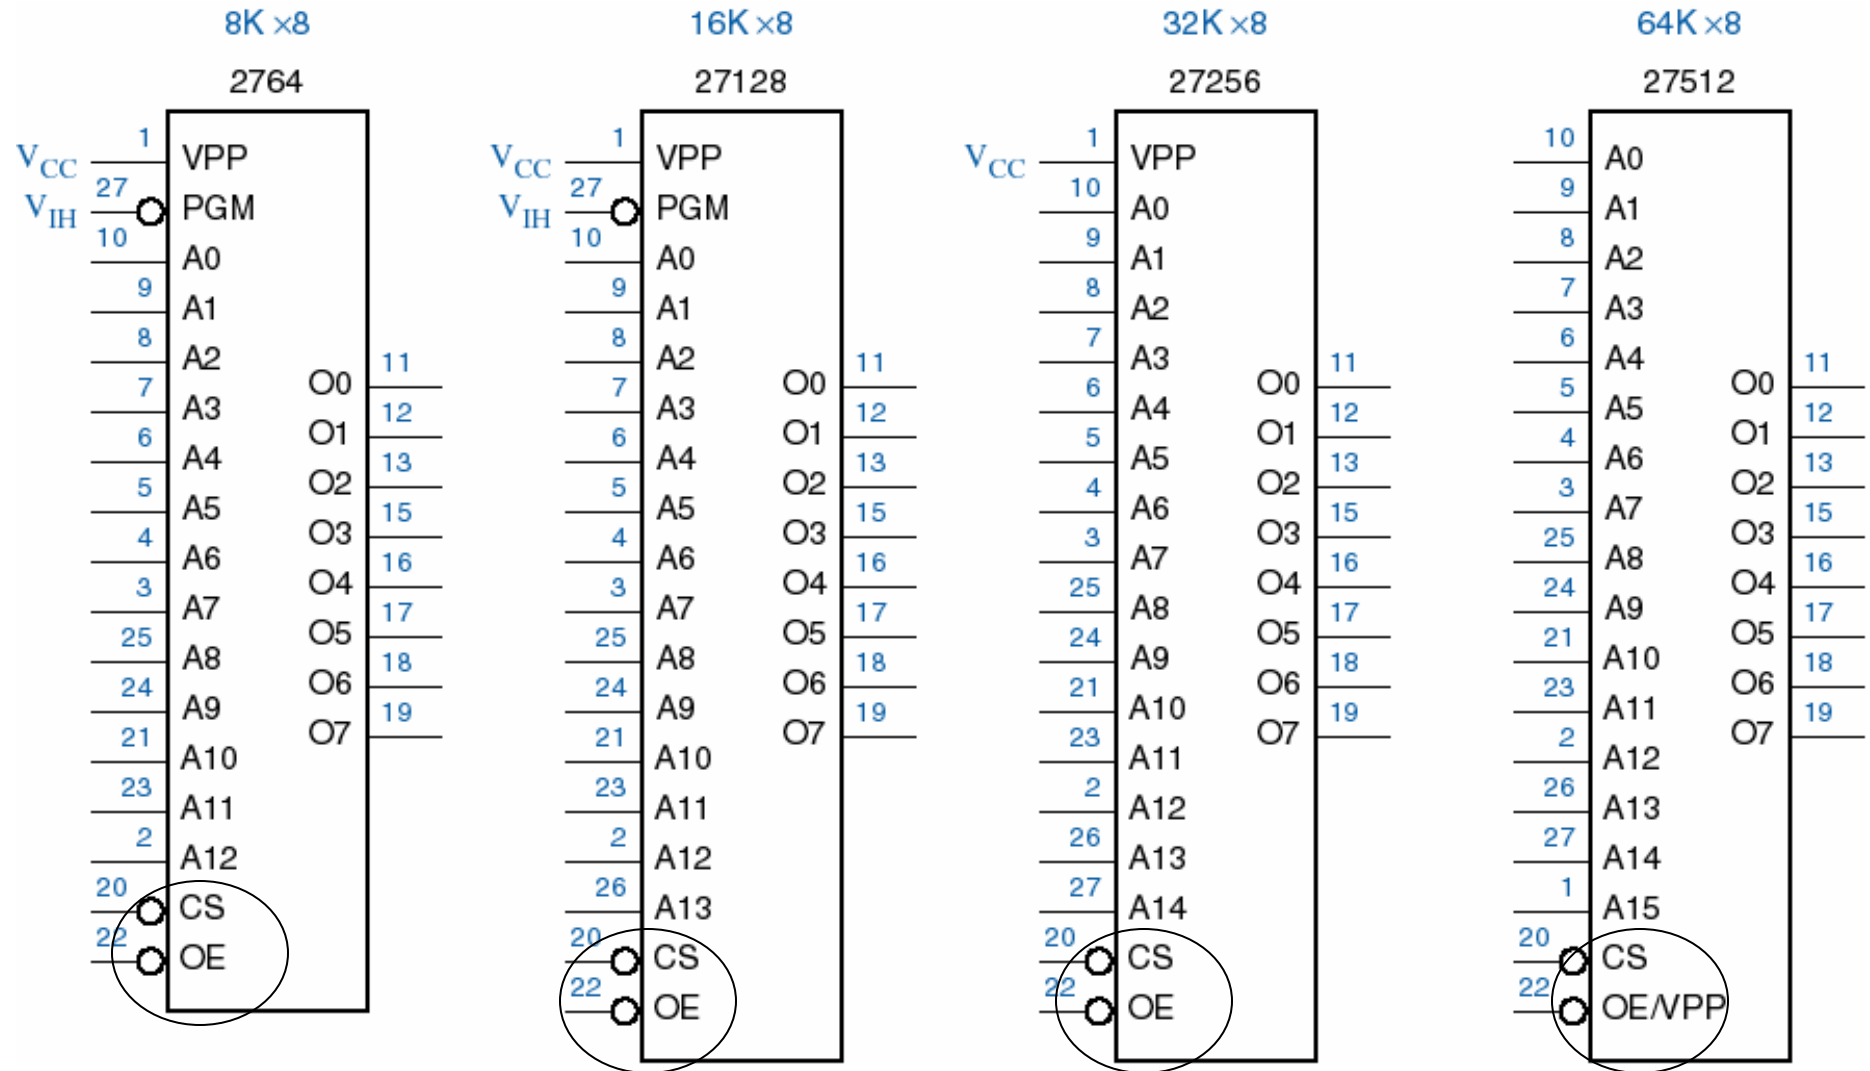 8K ×8
2764
VCC 1 VPP
VIH 27 PGM
10 A0
9 A1
8 A2
7 A3
6 A4
5 A5
4 A6
3 A7
25 A8
24 A9
21 A10
23 A11
2 A12
20 CS
22 OE
O0 11
O1 12
O2 13
O3 15
O4 16
O5 17
O6 18
O7 19
16K ×8
27128
VCC 1 VPP
VIH 27 PGM
10 A0
9 A1
8 A2
7 A3
6 A4
5 A5
4 A6
3 A7
25 A8
24 A9
21 A10
23 A11
2 A12
26 A13
20 CS
22 OE
O0 11
O1 12
O2 13
O3 15
O4 16
O5 17
O6 18
O7 19
32K ×8
27256
VCC 1 VPP
10 A0
9 A1
8 A2
7 A3
6 A4
5 A5
4 A6
3 A7
25 A8
24 A9
21 A10
23 A11
2 A12
26 A13
27 A14
20 CS
22 OE
O0 11
O1 12
O2 13
O3 15
O4 16
O5 17
O6 18
O7 19
64K ×8
27512
10 A0
9 A1
8 A2
7 A3
6 A4
5 A5
4 A6
3 A7
25 A8
24 A9
21 A10
23 A11
2 A12
26 A13
27 A14
1 A15
20 CS
22 OE/VPP
O0 11
O1 12
O2 13
O3 15
O4 16
O5 17
O6 18
O7 19